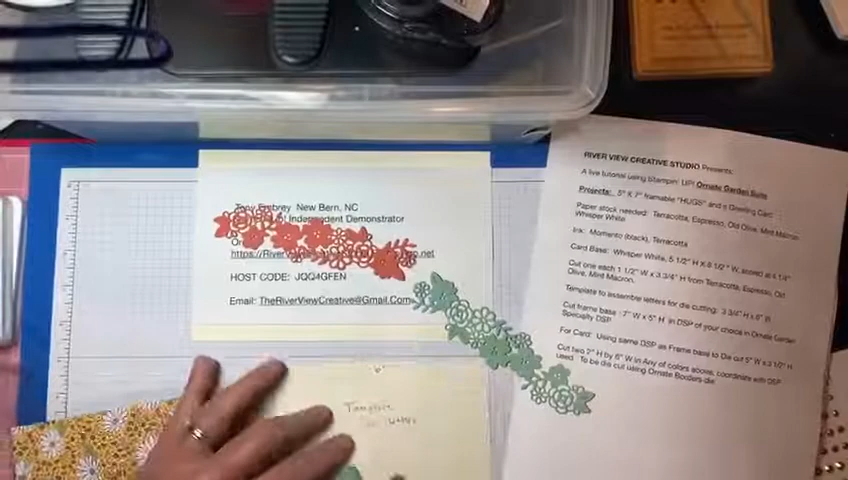 Tony Embrey New Bern, NC
Independent Demonstrator
HOST CODE: JQQ4GFEN
Email: TheRiverViewCreative@Gmail.Com
Template
RIVER VIEW CREATIVE STUDIO Presents:
A live tutorial using Stampin' UP! Ornate Garden Suite
Projects: 5" X 7" framable "HUGS" and a Greeting Card
Paper stock needed: Terracotta, Espresso, Old Olive, Mint Macron,
Whisper White
Ink: Momento (black), Terracotta
Card Base: Whisper White, 5 1/2" H X 8 1/2" W, scored at 4 1/4"
Cut one each 1 1/2" W x 3 3/4" H from Terracotta, Espresso, Old
Olive, Mint Macron.
Template to assemble letters for die cutting: 3 3/4" H x 6" W
Cut frame base : 7" W x 5" H in DSP of your choice in Ornate Garden
Specialty DSP
For Card: Using same DSP as Frame base to Die cut 5" W x 3 1/2" H
Cut two 2" H by 6" W in Any of colors above, coordinate with DSP
used. To be die cut using Ornate Borders die